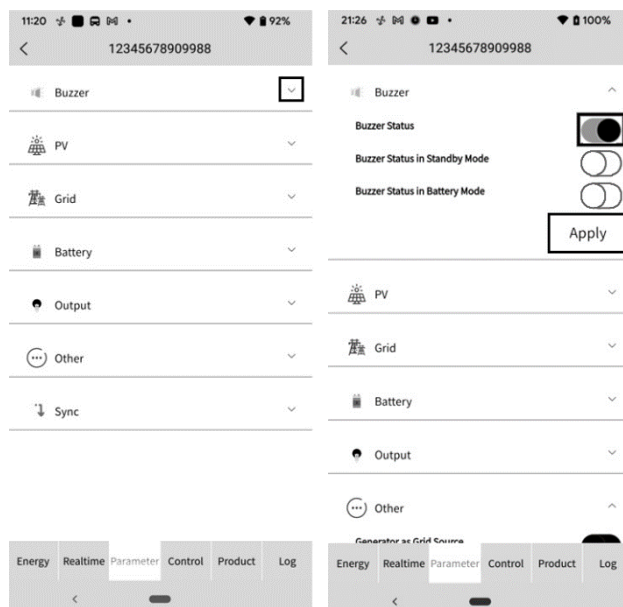 11:20
92%
12345678909988
Buzzer
PV
Grid
Battery
Output
Other
Sync
Energy Realtime Parameter Control Product Log
21:26
100%
12345678909988
Buzzer
Buzzer Status
Buzzer Status in Standby Mode
Buzzer Status in Battery Mode
Apply
PV
Grid
Battery
Output
Other
Generator as Grid Source
Energy Realtime Parameter Control Product Log